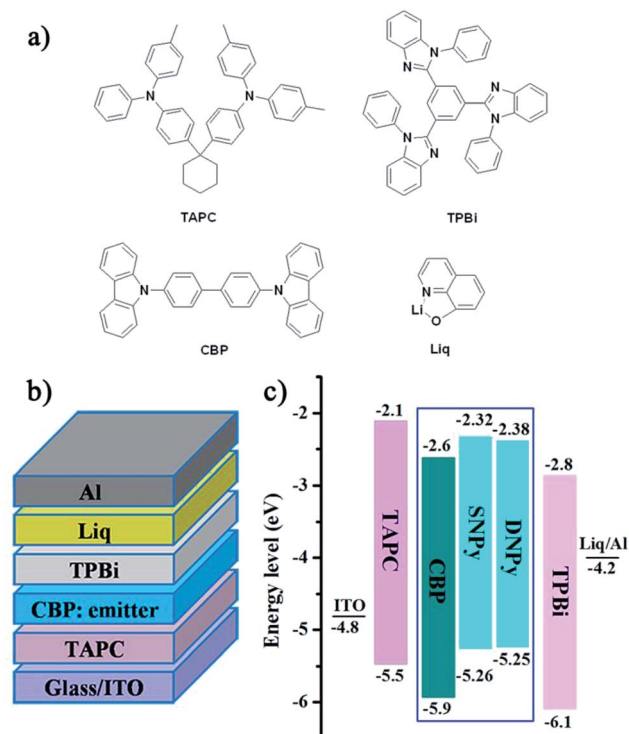 a)
N
N
TAPC
N
N
N
N
N
N
TPBi
N
N
CBP
N
Li
O
Liq
b)
Al
Liq
TPBi
CBP: emitter
TAPC
Glass/ITO
c)
Energy level (eV)
-2
-3
-4
-5
-6
ITO
-4.8
-2.1
TAPC
-5.5
-2.6
CBP
-5.9
-2.32
SNPy
-5.26
-2.38
DNPy
-5.25
-2.8
TPBi
-6.1
Liq/Al
-4.2